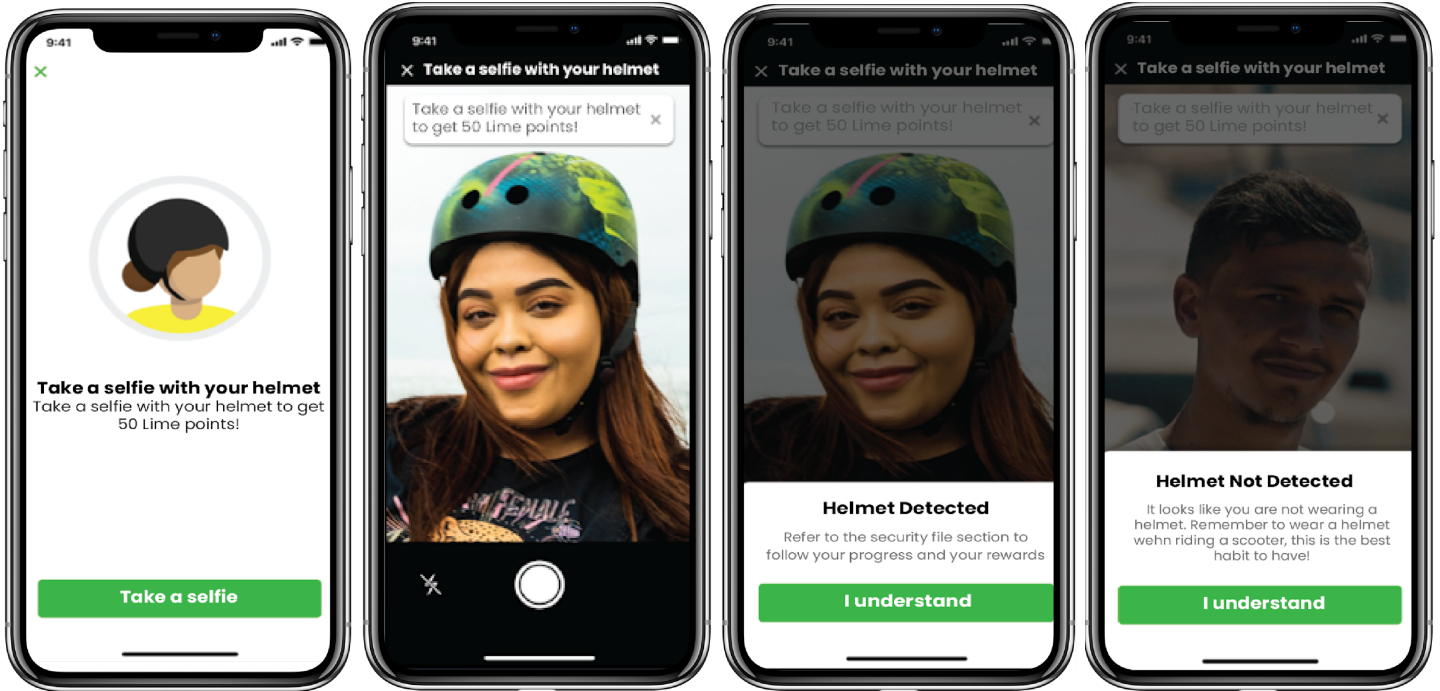 9:41
Take a selfie with your helmet
Take a selfie with your helmet to get
50 Lime points!
Take a selfie
9:41
Take a selfie with your helmet
Take a selfie with your helmet
to get 50 Lime points!
FEMALE
9:41
Take a selfie with your helmet
Take a selfie with your helmet
to get 50 Lime points!
Helmet Detected
Refer to the security file section to
follow your progress and your rewards
I understand
9:41
Take a selfie with your helmet
Take a selfie with your helmet
to get 50 Lime points!
Helmet Not Detected
It looks like you are not wearing a
helmet. Remember to wear a helmet
wehn riding a scooter, this is the best
habit to have!
I understand